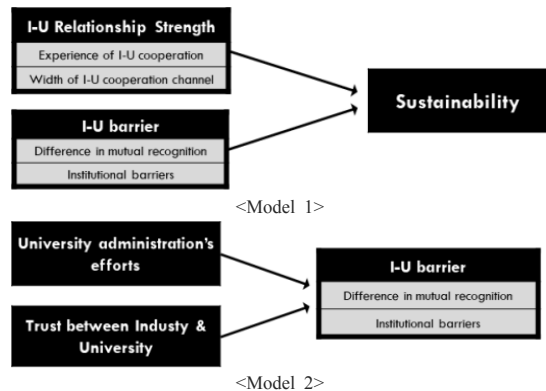 I-U Relationship Strength
Experience of I-U cooperation
Width of I-U cooperation channel
Sustainability
I-U barrier
Difference in mutual recognition
Institutional barriers
<Model 1>
University administration's
efforts
I-U barrier
Difference in mutual recognition
Institutional barriers
Trust between Industy &
University
<Model 2>